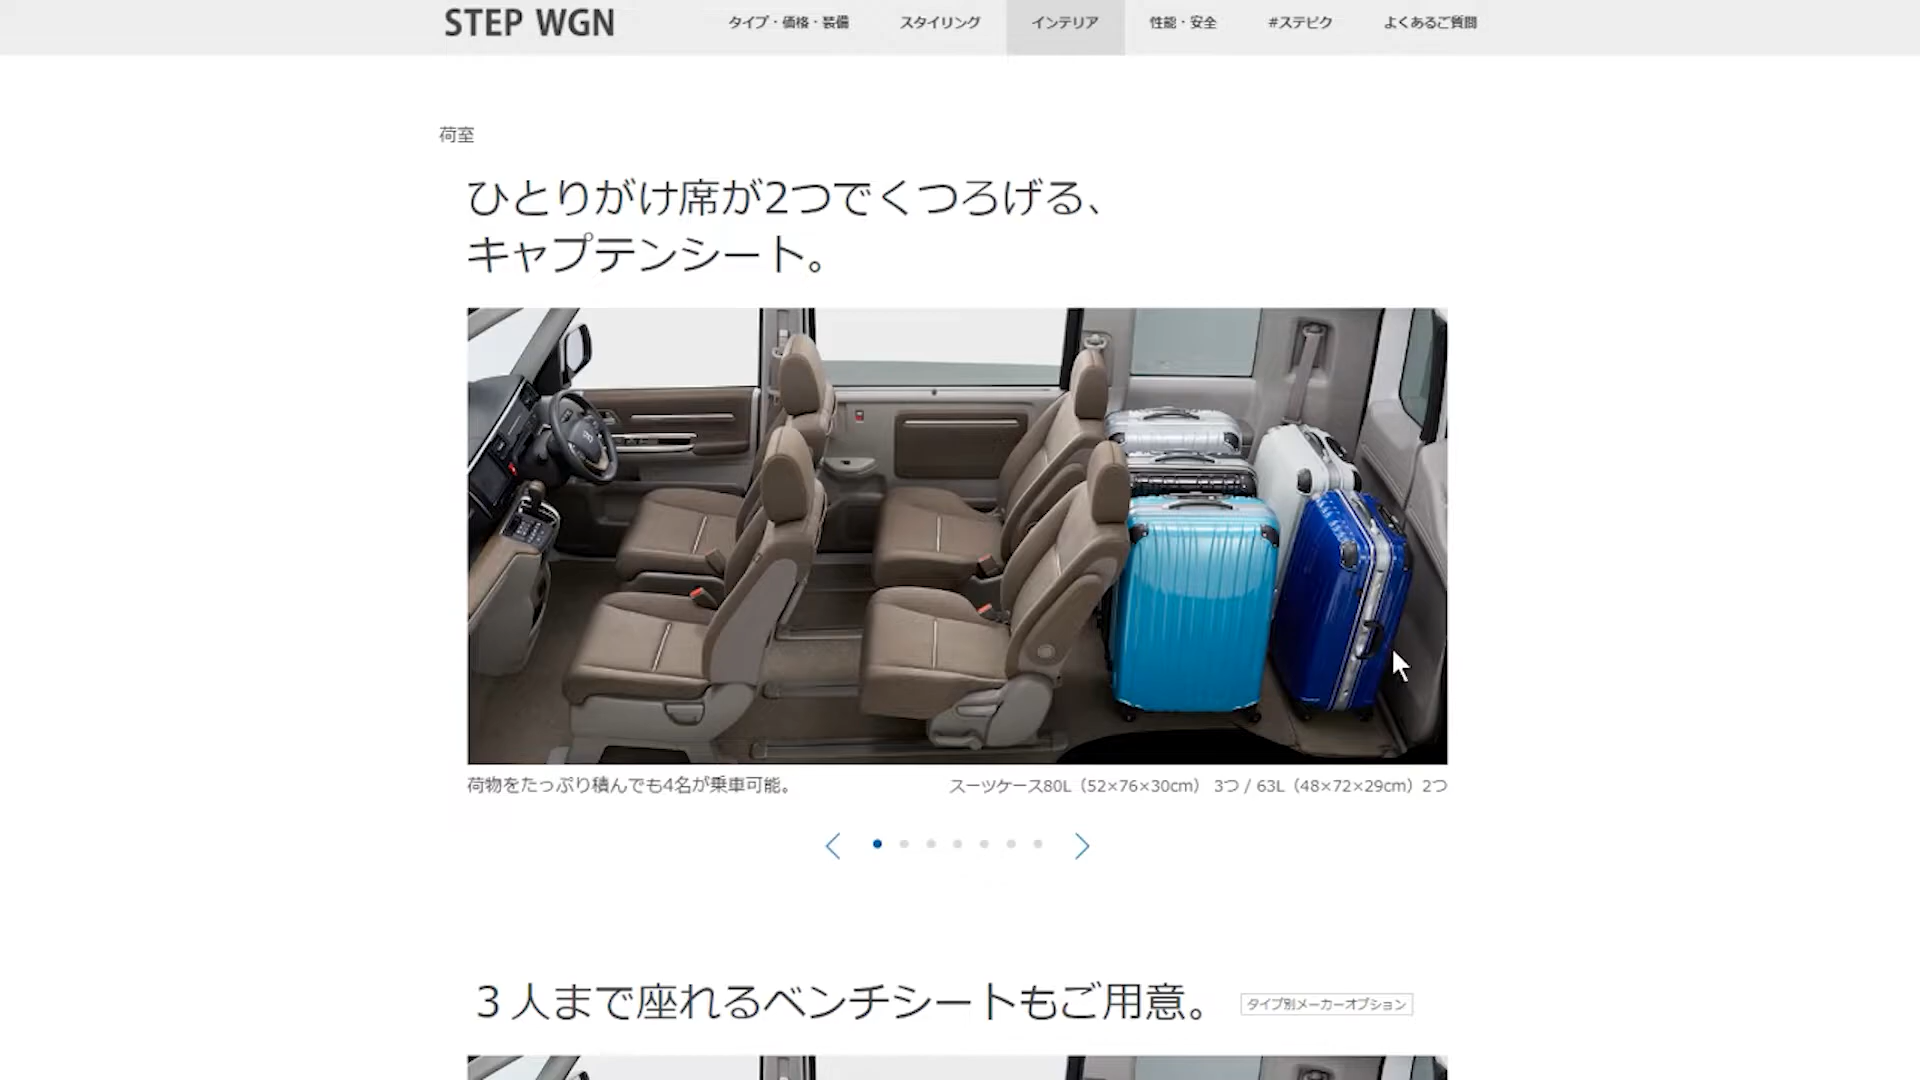 STEP WGN
タイプ・価格・装備
スタイリング
インテリア
性能・安全
#ステピク
よくあるご質問
荷室
ひとりがけ席が2つでくつろげる、
キャプテンシート。
荷物をたっぷり積んでも4名が乗車可能。
スーツケース80L（52×76×30cm） 3つ / 63L（48×72×29cm）2つ
３人まで座れるベンチシートもご用意。
タイプ別メーカーオプション